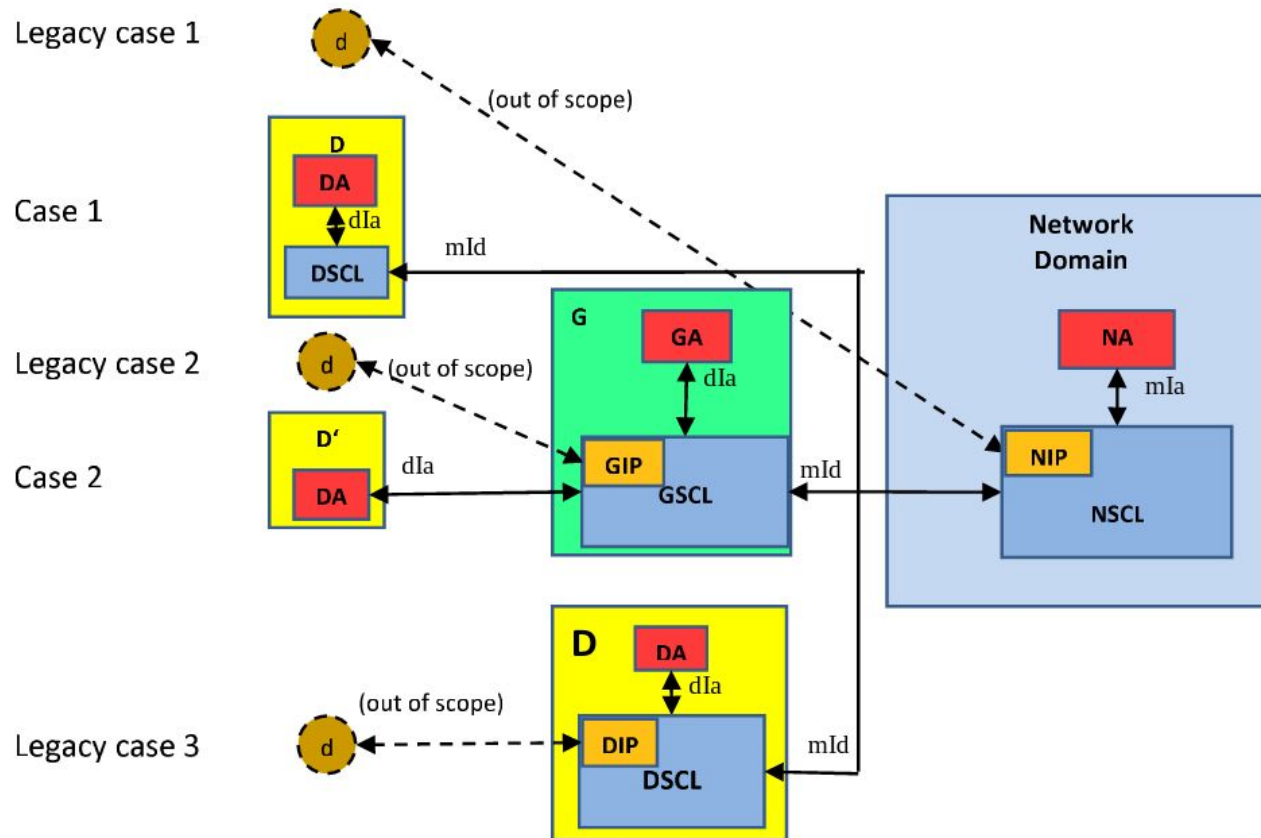 Legacy case 1
d
(out of scope)
D
DA
dIa
DSCL
mId
Case 1
Network
Domain
G
GA
dIa
NA
mIa
Legacy case 2
d
(out of scope)
D‘
DA
dIa
Case 2
GIP
GSCL
mId
NIP
NSCL
D
DA
dIa
Legacy case 3
d
(out of scope)
DIP
DSCL
mId